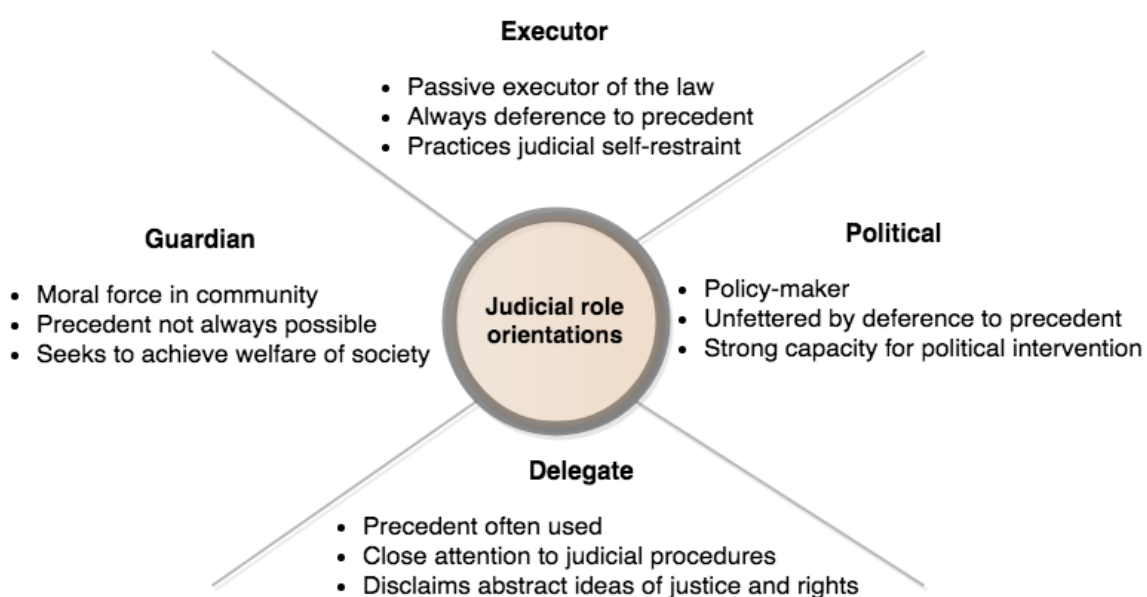 Executor
• Passive executor of the law
• Always deference to precedent
• Practices judicial self-restraint
Guardian
• Moral force in community
• Precedent not always possible
• Seeks to achieve welfare of society
Judicial role
orientations
Political
• Policy-maker
• Unfettered by deference to precedent
• Strong capacity for political intervention
Delegate
• Precedent often used
• Close attention to judicial procedures
• Disclaims abstract ideas of justice and rights